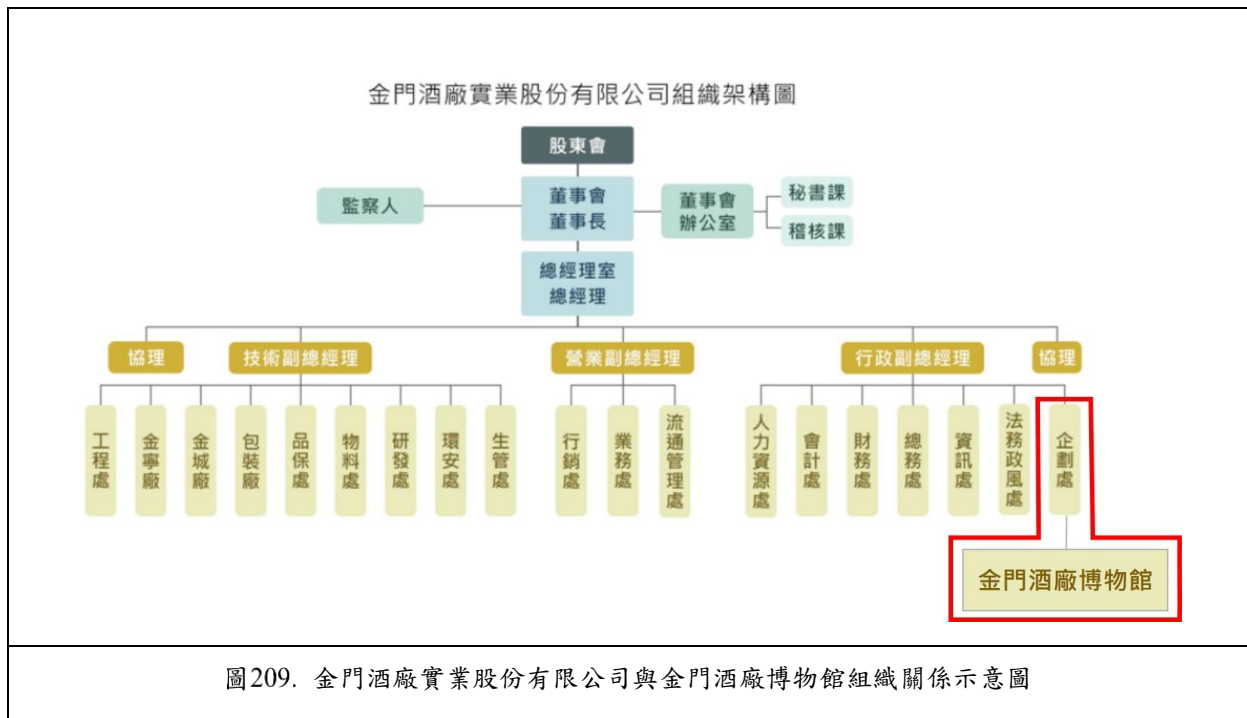 金門酒廠實業股份有限公司組織架構圖
股東會
監察人
董事會
董事長
董事會
辦公室
秘書課
稽核課
總經理室
總經理
協理
技術副總經理
營業副總經理
行政副總經理
協理
工程處
金寧廠
金城廠
包裝廠
品保處
物料處
研發處
環安處
生管處
行銷處
業務處
流通管理處
人力資源處
會計處
財務處
總務處
資訊處
法務政風處
企劃處
金門酒廠博物館
圖209. 金門酒廠實業股份有限公司與金門酒廠博物館組織關係示意圖